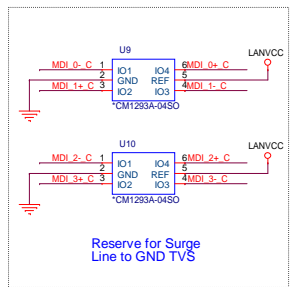 U9
LANVCC
MDI_0-_C 1 IO1 IO4 6 MDI_0+_C
2 GND REF 5
MDI_1+_C 3 IO2 IO3 4 MDI_1-_C
*CM1293A-04SO
U10
LANVCC
MDI_2-_C 1 IO1 IO4 6 MDI_2+_C
2 GND REF 5
MDI_3+_C 3 IO2 IO3 4 MDI_3-_C
*CM1293A-04SO
Reserve for Surge
Line to GND TVS